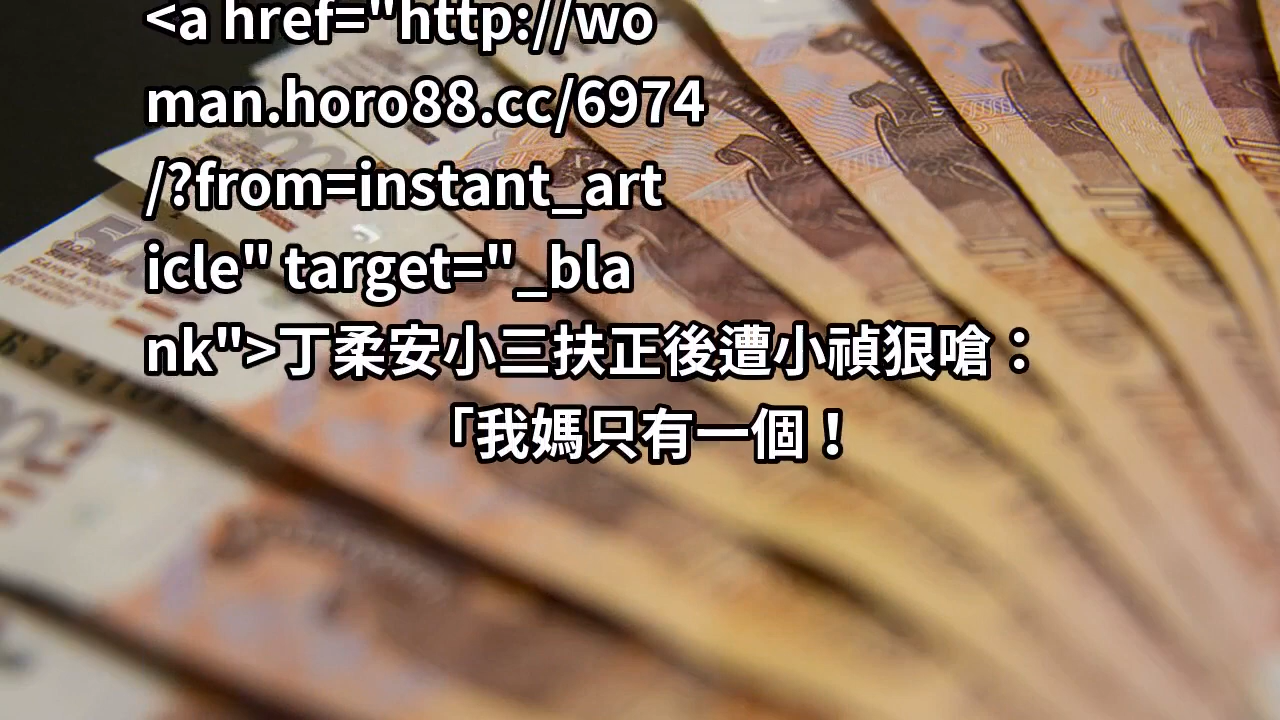 <a href="http://wo
man.horo88.cc/6974
/?from=instant_art
icle" target="_bla
nk">丁柔安小三扶正後遭小禎狠嗆：
「我媽只有一個！